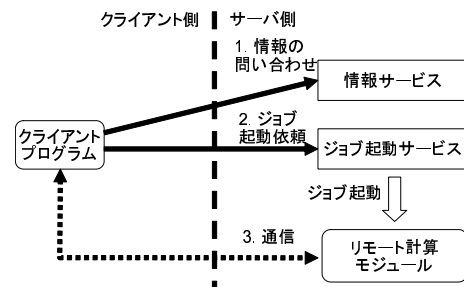 クライアント側
サーバ側
1. 情報の
問い合わせ
情報サービス
クライアント
プログラム
2. ジョブ
起動依頼
ジョブ起動サービス
ジョブ起動
3. 通信
リモート計算
モジュール